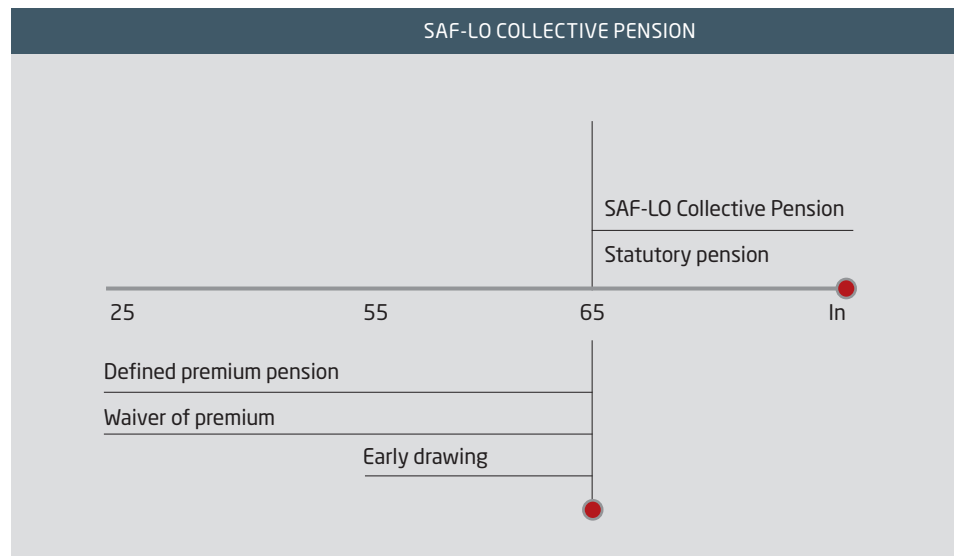 SAF-LO COLLECTIVE PENSION
SAF-LO Collective Pension
Statutory pension
25 55 65 In
Defined premium pension
Waiver of premium
Early drawing